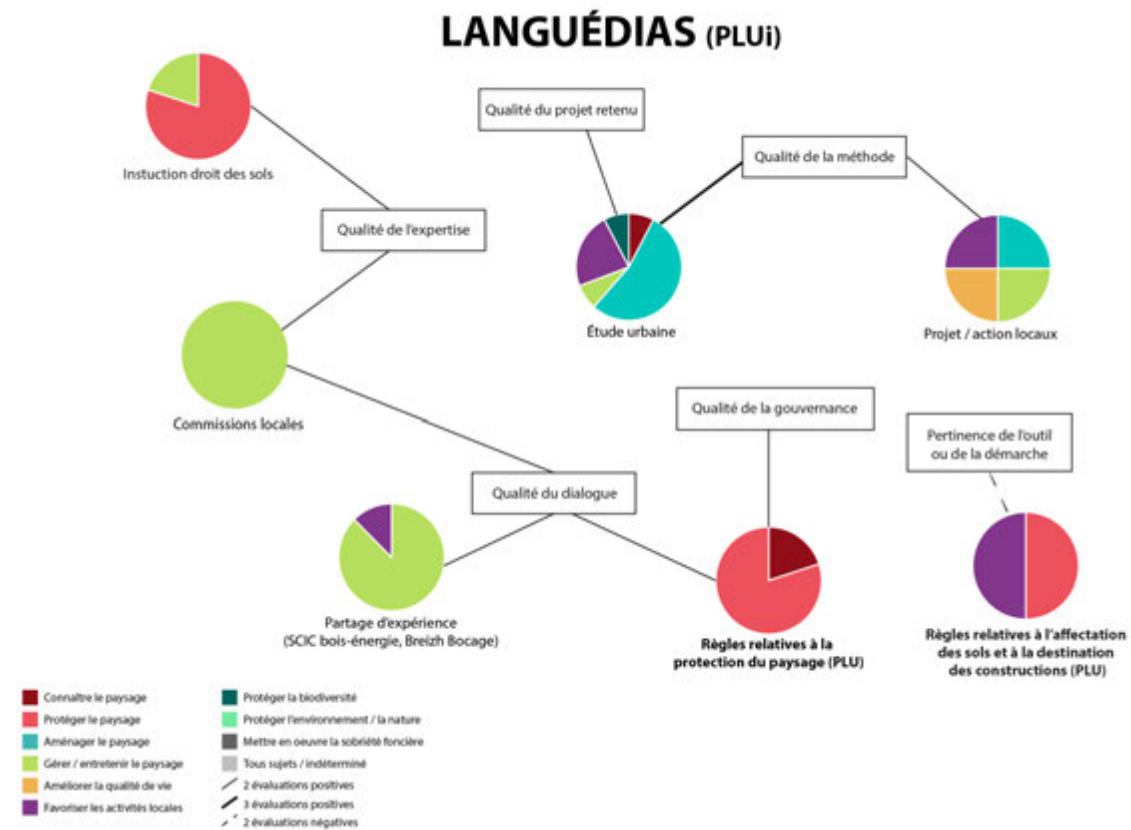 LANGUÉDIAS (PLUi)
Qualité du projet retenu
Qualité de la méthode
Instuction droit des sols
Qualité de l'expertise
Étude urbaine
Projet / action locaux
Commissions locales
Qualité de la gouvernance
Pertinence de l'outil
ou de la démarche
Qualité du dialogue
Partage d'expérience
(SCIC bois-énergie, Breizh Bocage)
Règles relatives à la
protection du paysage (PLU)
Règles relatives à l'affectation
des sols et à la destination
des constructions (PLU)
Connaître le paysage
Protéger le paysage
Aménager le paysage
Gérer / entretenir le paysage
Améliorer la qualité de vie
Favoriser les activités locales
Protéger la biodiversité
Protéger l'environnement / la nature
Mettre en oeuvre la sobriété foncière
Tous sujets / indéterminé
2 évaluations positives
3 évaluations positives
2 évaluations négatives